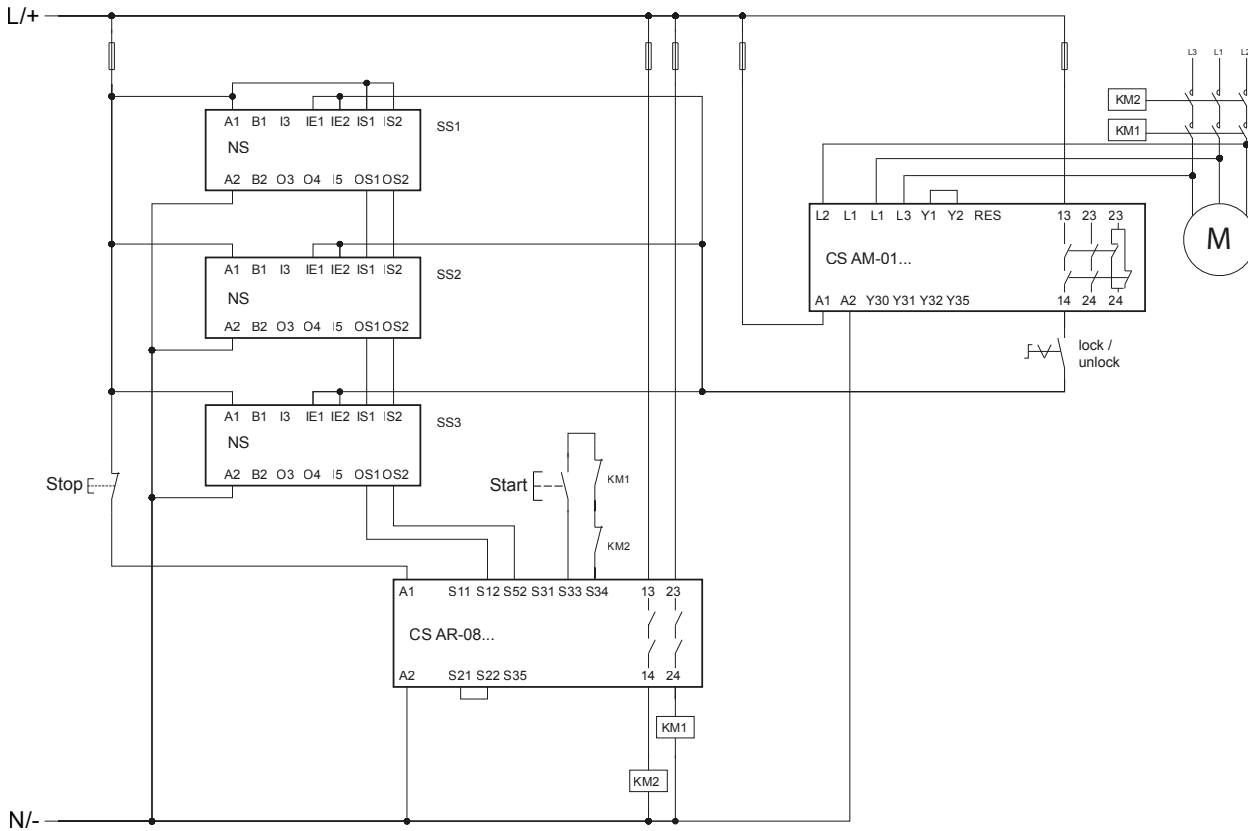 L/+
L3 L1 L2
KM2
KM1
A1 B1 I3 IE1 IE2 IS1 IS2
SS1
NS
A2 B2 O3 O4 I5 OS1 OS2
L2 L1 L1 L3 Y1 Y2 RES 13 23 23
M
CS AM-01...
A1 A2 Y30 Y31 Y32 Y35 14 24 24
A1 B1 I3 IE1 IE2 IS1 IS2
SS2
NS
A2 B2 O3 O4 I5 OS1 OS2
lock /
unlock
A1 B1 I3 IE1 IE2 IS1 IS2
SS3
NS
A2 B2 O3 O4 I5 OS1 OS2
Stop
Start
KM1
KM2
A1 S11 S12 S52 S31 S33 S34 13 23
CS AR-08...
A2 S21 S22 S35 14 24
KM1
KM2
N/-